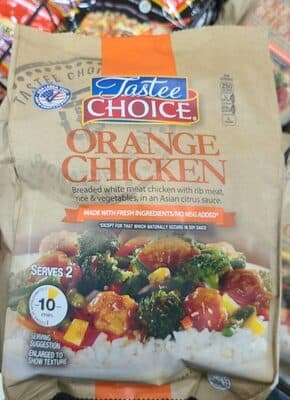 Tastee
CHOICE
ORANGE
CHICKEN
Breaded white meat chicken with rib meat,
rice & vegetables, in an Asian citrus sauce.
MADE WITH FRESH INGREDIENTS/NO MSG ADDED*
*EXCEPT FOR THAT WHICH NATURALLY OCCURS IN SOY SAUCE
SERVES 2
10
SERVING
SUGGESTION
ENLARGED TO
SHOW TEXTURE